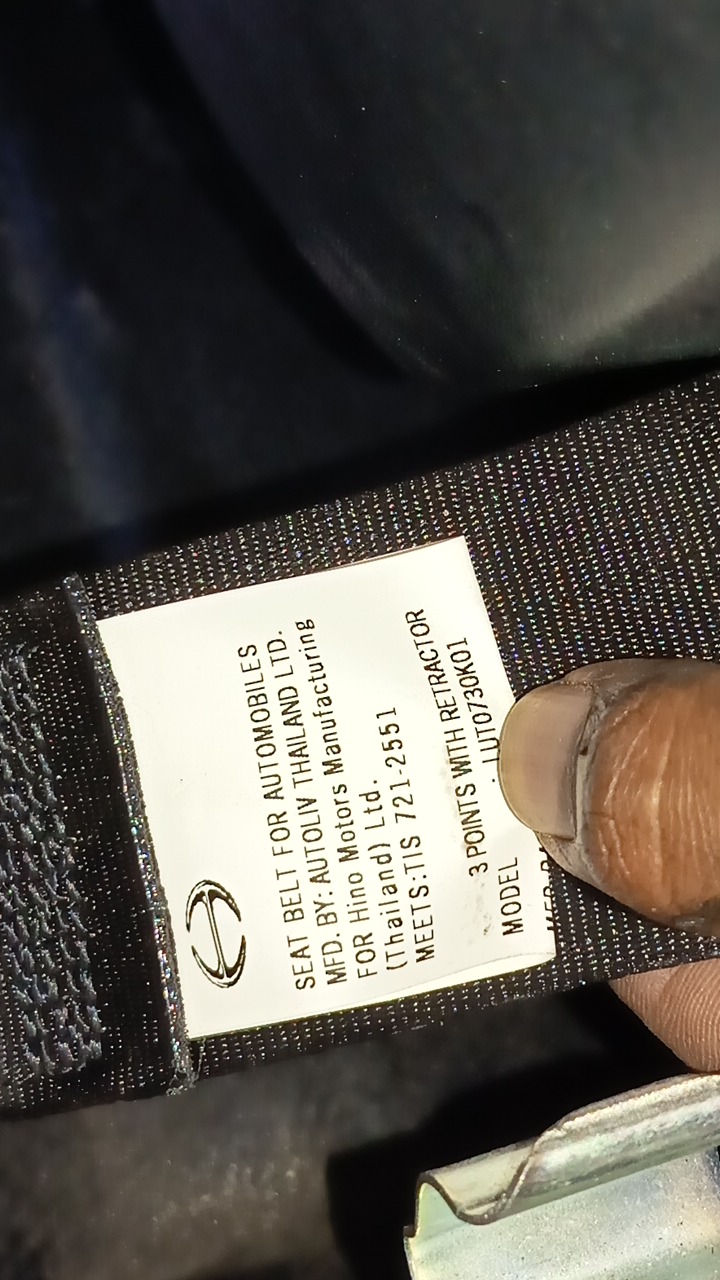 SEAT BELT FOR AUTOMOBILES
MFD. BY: AUTOLIV THAILAND LTD.
FOR Hino Motors Manufacturing
(Thailand) Ltd.
MEETS:TIS 721-2551
3 POINTS WITH RETRACTOR
MODEL LUT0730K01